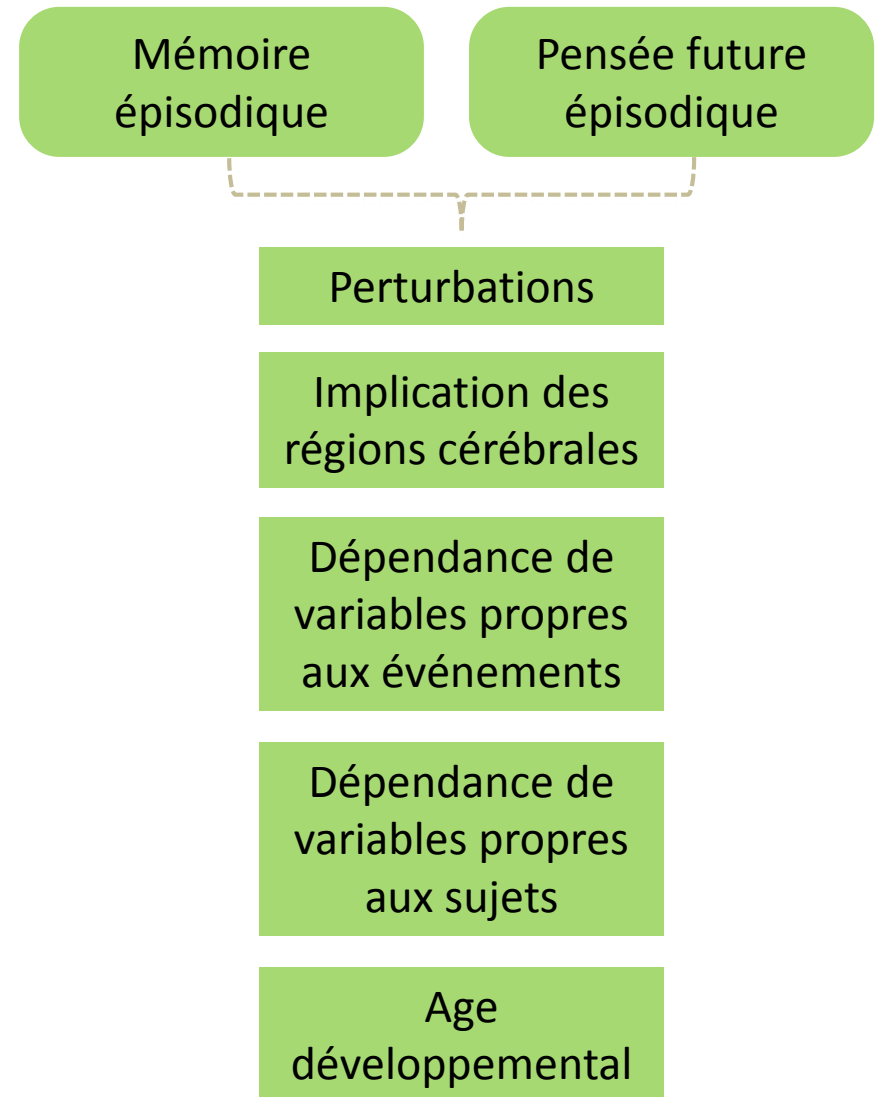 Mémoire
épisodique
Pensée future
épisodique
Perturbations
Implication des
régions cérébrales
Dépendance de
variables propres
aux événements
Dépendance de
variables propres
aux sujets
Age
développemental